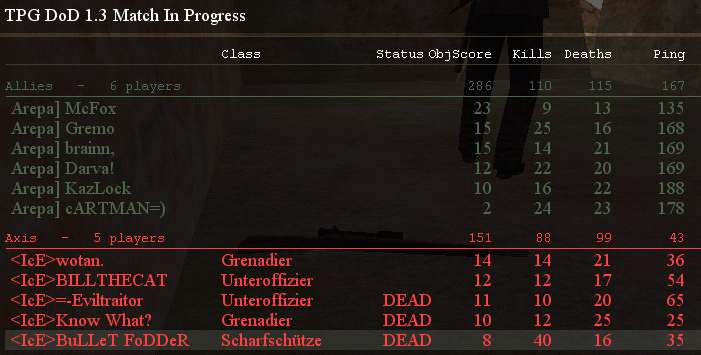 TPG DoD 1.3 Match In Progress
Class Status ObjScore Kills Deaths Ping
Allies - 6 players 286 110 115 167
Arepa] McFox 23 9 13 135
Arepa] Gremo 15 25 16 168
Arepa] brainn, 15 14 21 169
Arepa] Darva! 12 22 20 169
Arepa] KazLock 10 16 22 188
Arepa] cARTMAN=) 2 24 23 178
Axis - 5 players 151 88 99 43
<IcE>wotan. Grenadier 14 14 21 36
<IcE>BILLTHECAT Unteroffizier 12 12 17 54
<IcE>=-Eviltraitor Unteroffizier DEAD 11 10 20 65
<IcE>Know What? Grenadier DEAD 10 12 25 25
<IcE>BuLLeT FoDDeR Scharfschütze DEAD 8 40 16 35